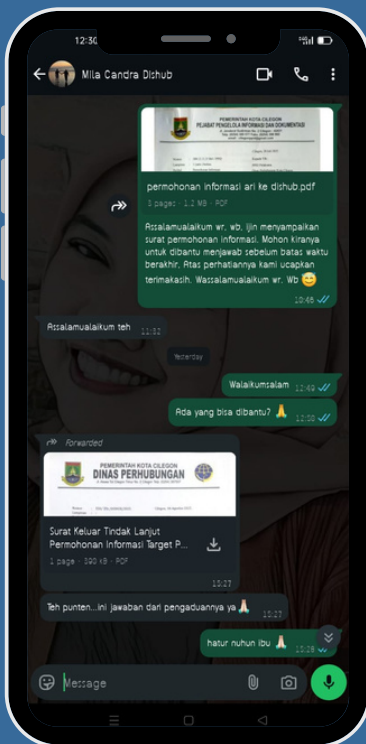 12:30
Mila Candra Dishub
PEMERINTAH KOTA CILEGON
PEJABAT PENGELOLA INFORMASI DAN DOKUMENTASI
permohonan informasi ari ke dishub.pdf
3 pages · 1.2 MB · PDF
Assalamualaikum wr, wb, Ijin menyampaikan
surat permohonan informasi. Mohon kiranya
untuk dibantu menjawab sebelum batas waktu
berakhir, Atas perhatiannya kami ucapkan
terimakasih. Wassalamualaikum wr. Wb 😅
10:46
Assalamualaikum teh 11:32
Yesterday
Walaikumsalam 12:49
Ada yang bisa dibantu? 🙏 12:50
Forwarded
PEMERINTAH KOTA CILEGON
DINAS PERHUBUNGAN
Surat Keluar Tindak Lanjut
Permohonan Informasi Target P...
1 page · 590 kB · PDF
15:27
Teh punten...ini jawaban dari pengaduannya ya🙏 15:27
hatur nuhun ibu 🙏 15:28
Message